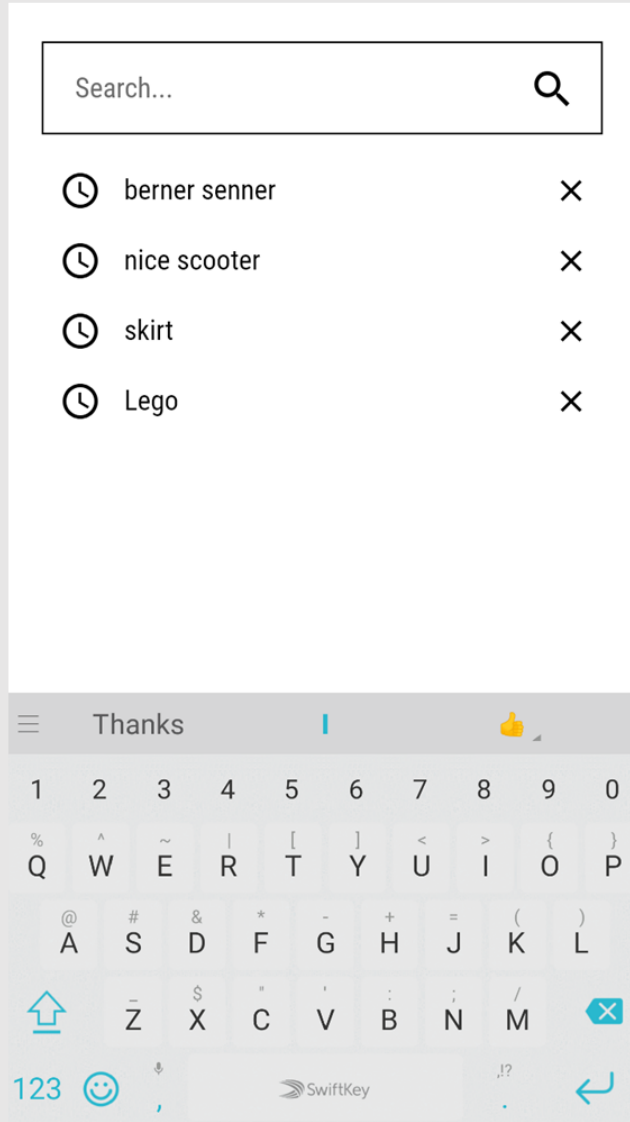 Search...
berner senner
nice scooter
skirt
Lego
Thanks I 👍
1 2 3 4 5 6 7 8 9 0
% ^ ~ | [ ] < > { }
Q W E R T Y U I O P
@ # & * - + = ( )
A S D F G H J K L
_ $ " ' : ; /
Z X C V B N M
,!?
123 , SwiftKey .